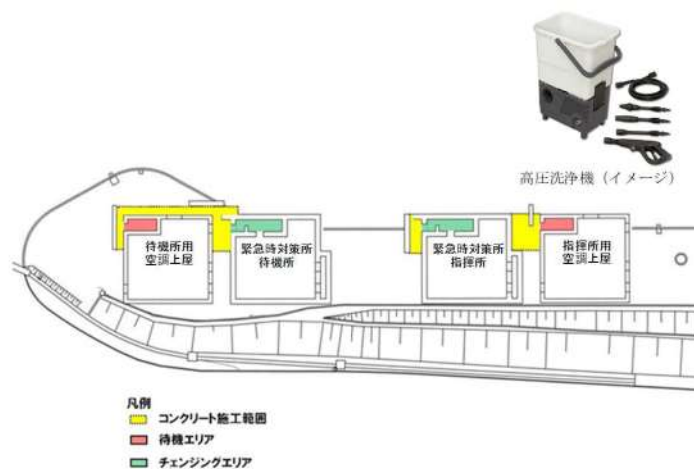 高圧洗浄機（イメージ）
待機所用
空調上屋
緊急時対策所
待機所
緊急時対策所
指揮所
指揮所用
空調上屋
凡例
コンクリート施工範囲
待機エリア
チェンジングエリア